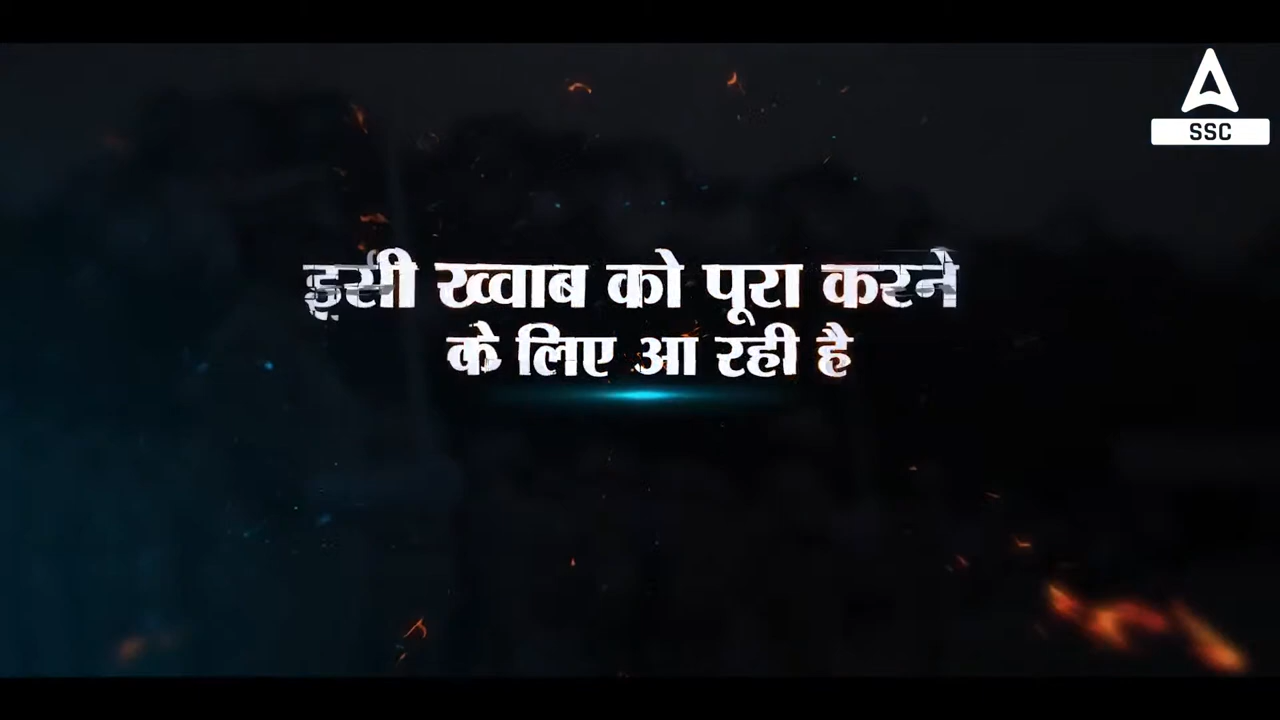 SSC
इसी ख्वाब को पूरा करने
के लिए आ रही है